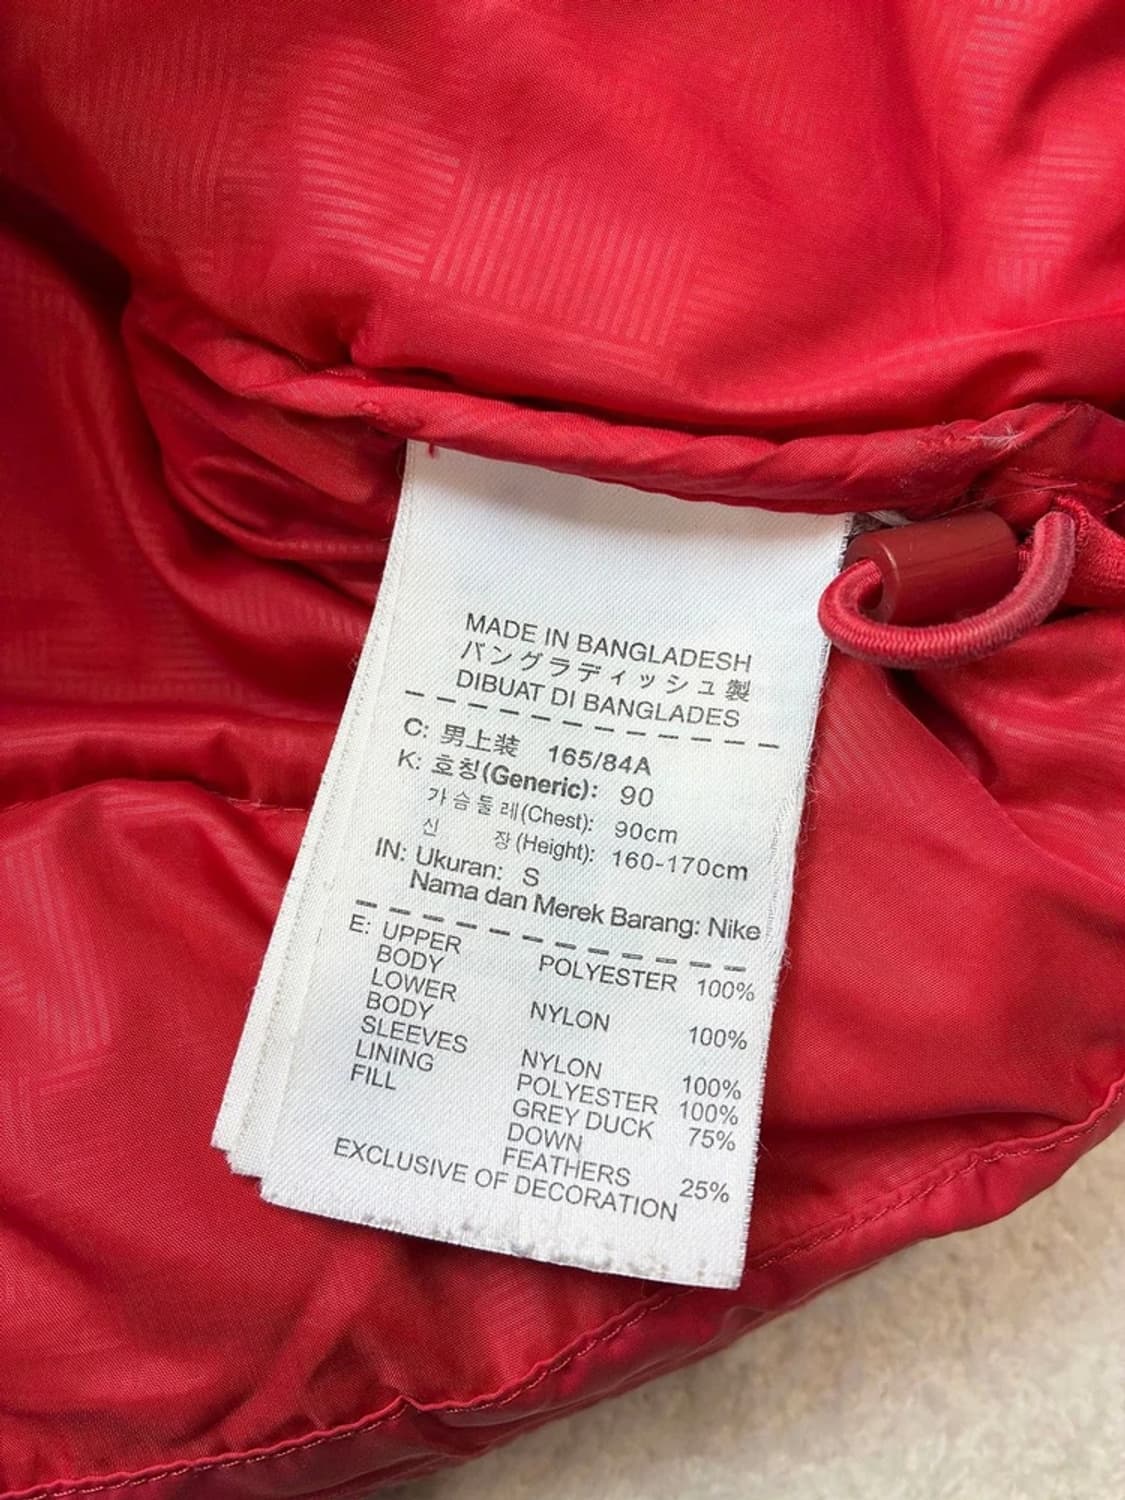 MADE IN BANGLADESH
バングラディッシュ製
DIBUAT DI BANGLADES
C: 男上装 165/84A
K: 호칭(Generic): 90
가슴둘레(Chest): 90cm
신 장(Height): 160-170cm
IN: Ukuran: S
Nama dan Merek Barang: Nike
E: UPPER
BODY POLYESTER 100%
LOWER
BODY NYLON 100%
SLEEVES NYLON 100%
LINING POLYESTER 100%
FILL GREY DUCK 75%
DOWN
FEATHERS 25%
EXCLUSIVE OF DECORATION